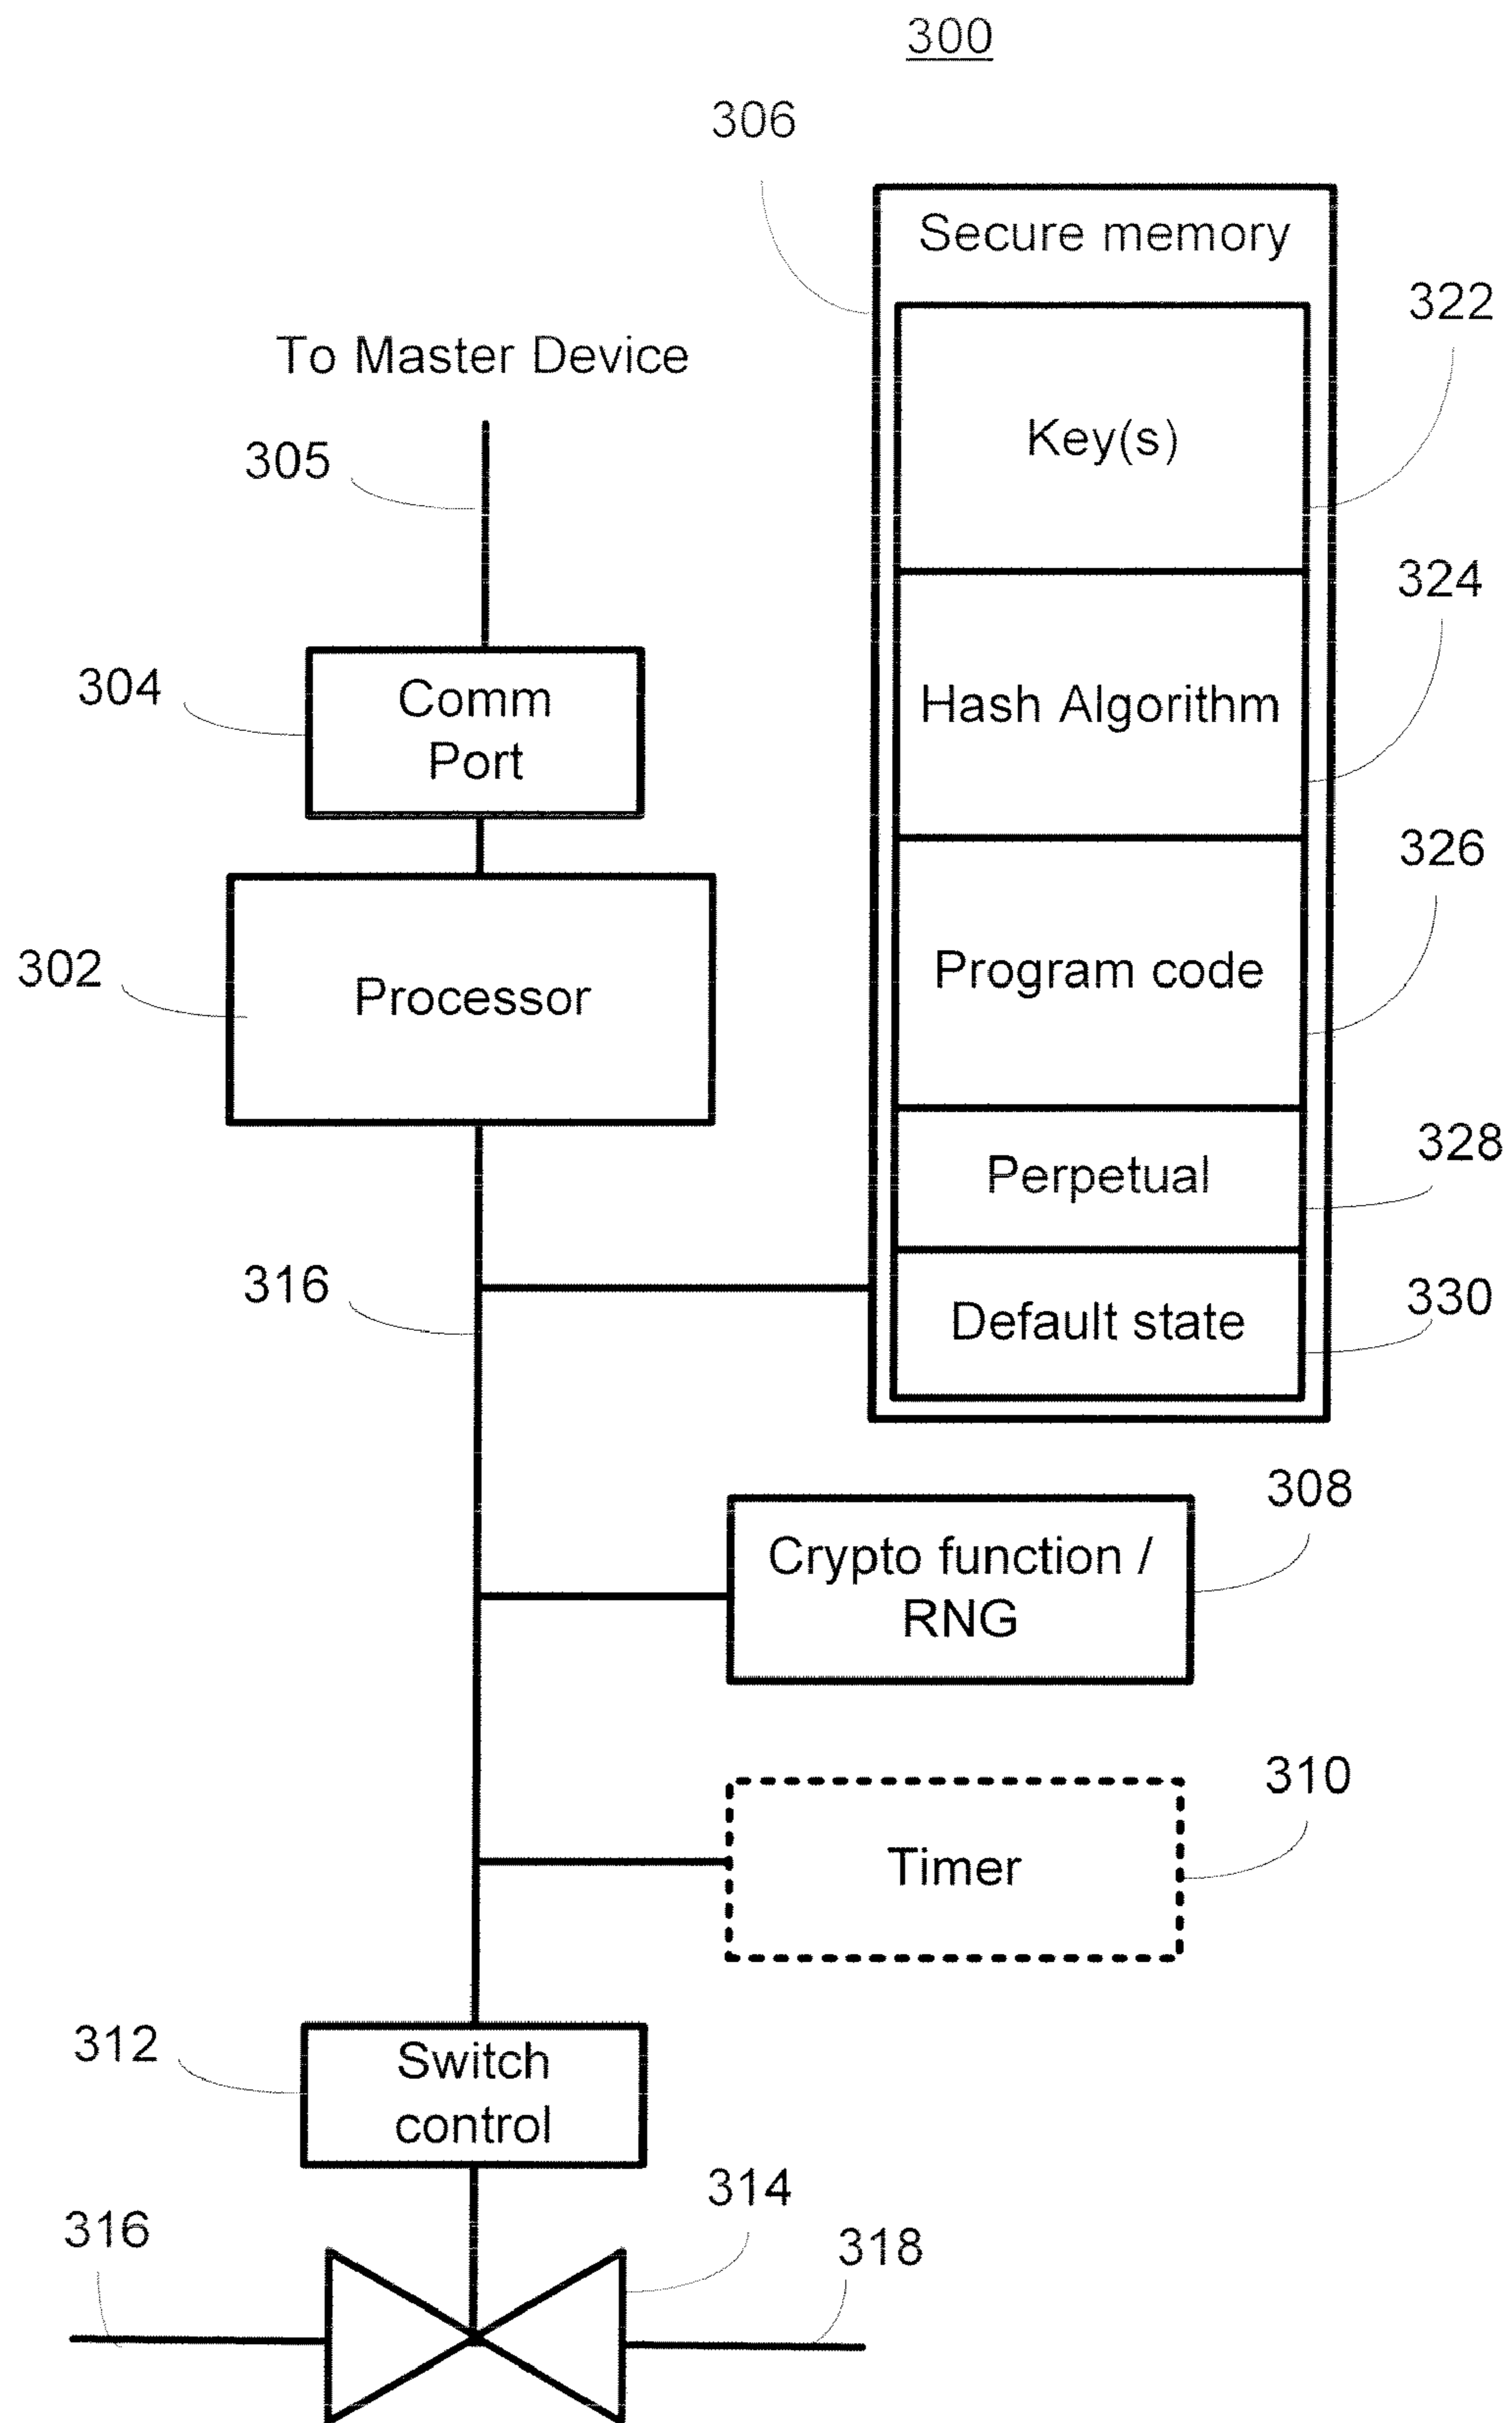 300
306
Secure memory
322
To Master Device
Key(s)
305
324
304
Comm
Port
Hash Algorithm
326
302
Processor
Program code
328
Perpetual
316
330
Default state
308
Crypto function /
RNG
310
Timer
312
Switch
control
314
316
318